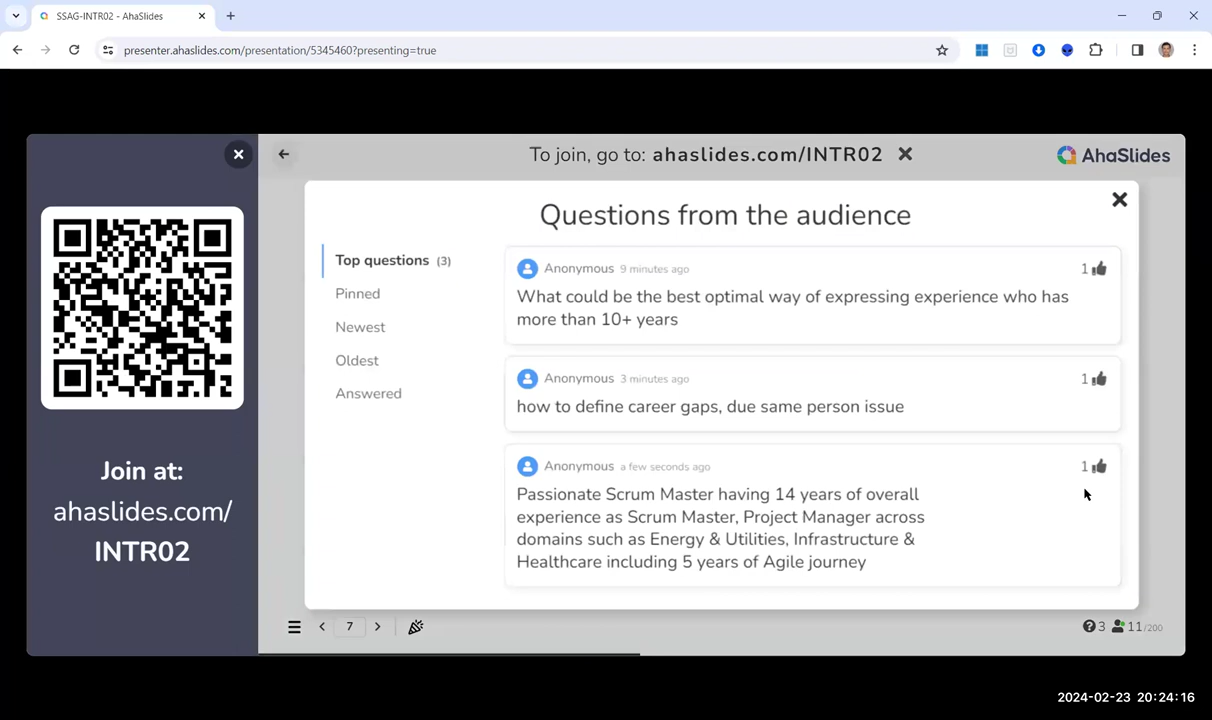 SSAG-INTR02 - AhaSlides
presenter.ahaslides.com/presentation/5345460?presenting=true
To join, go to: ahaslides.com/INTR02
AhaSlides
Questions from the audience
Top questions (3)
Pinned
Newest
Oldest
Answered
Anonymous 9 minutes ago 1
What could be the best optimal way of expressing experience who has
more than 10+ years
Anonymous 3 minutes ago 1
how to define career gaps, due same person issue
Anonymous a few seconds ago 1
Passionate Scrum Master having 14 years of overall
experience as Scrum Master, Project Manager across
domains such as Energy & Utilities, Infrastructure &
Healthcare including 5 years of Agile journey
Join at:
ahaslides.com/
INTR02
7
3 11/200
2024-02-23 20:24:16